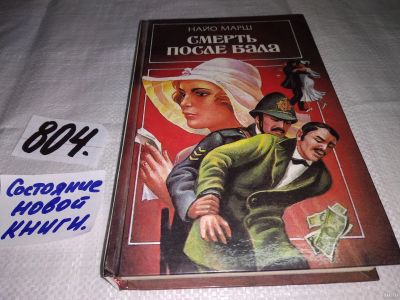 НАЙО МАРШ
СМЕРТЬ
ПОСЛЕ БАЛА
804.
Состояние
новой
книги.